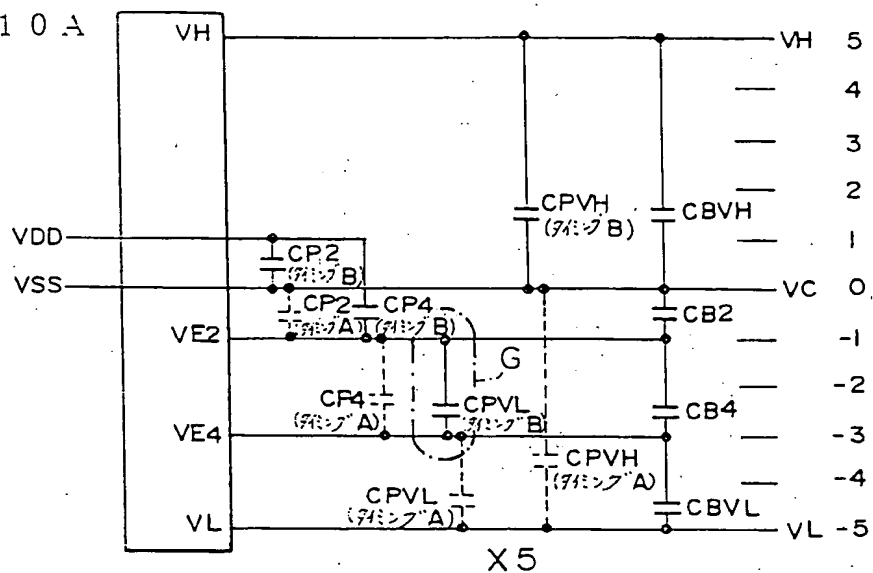 10A
VH
VH 5
4
3
2
CPVH
(タイミングB)
CBVH
VDD
1
CP2
(タイミングB)
VSS
VC 0
CP2
(タイミングA)
CP4
(タイミングB)
CB2
VE2
-1
G
-2
CP4
(タイミングA)
CPVL
(タイミングB)
CB4
VE4
-3
CPVH
(タイミングA)
-4
CPVL
(タイミングA)
CBVL
VL
VL -5
X5